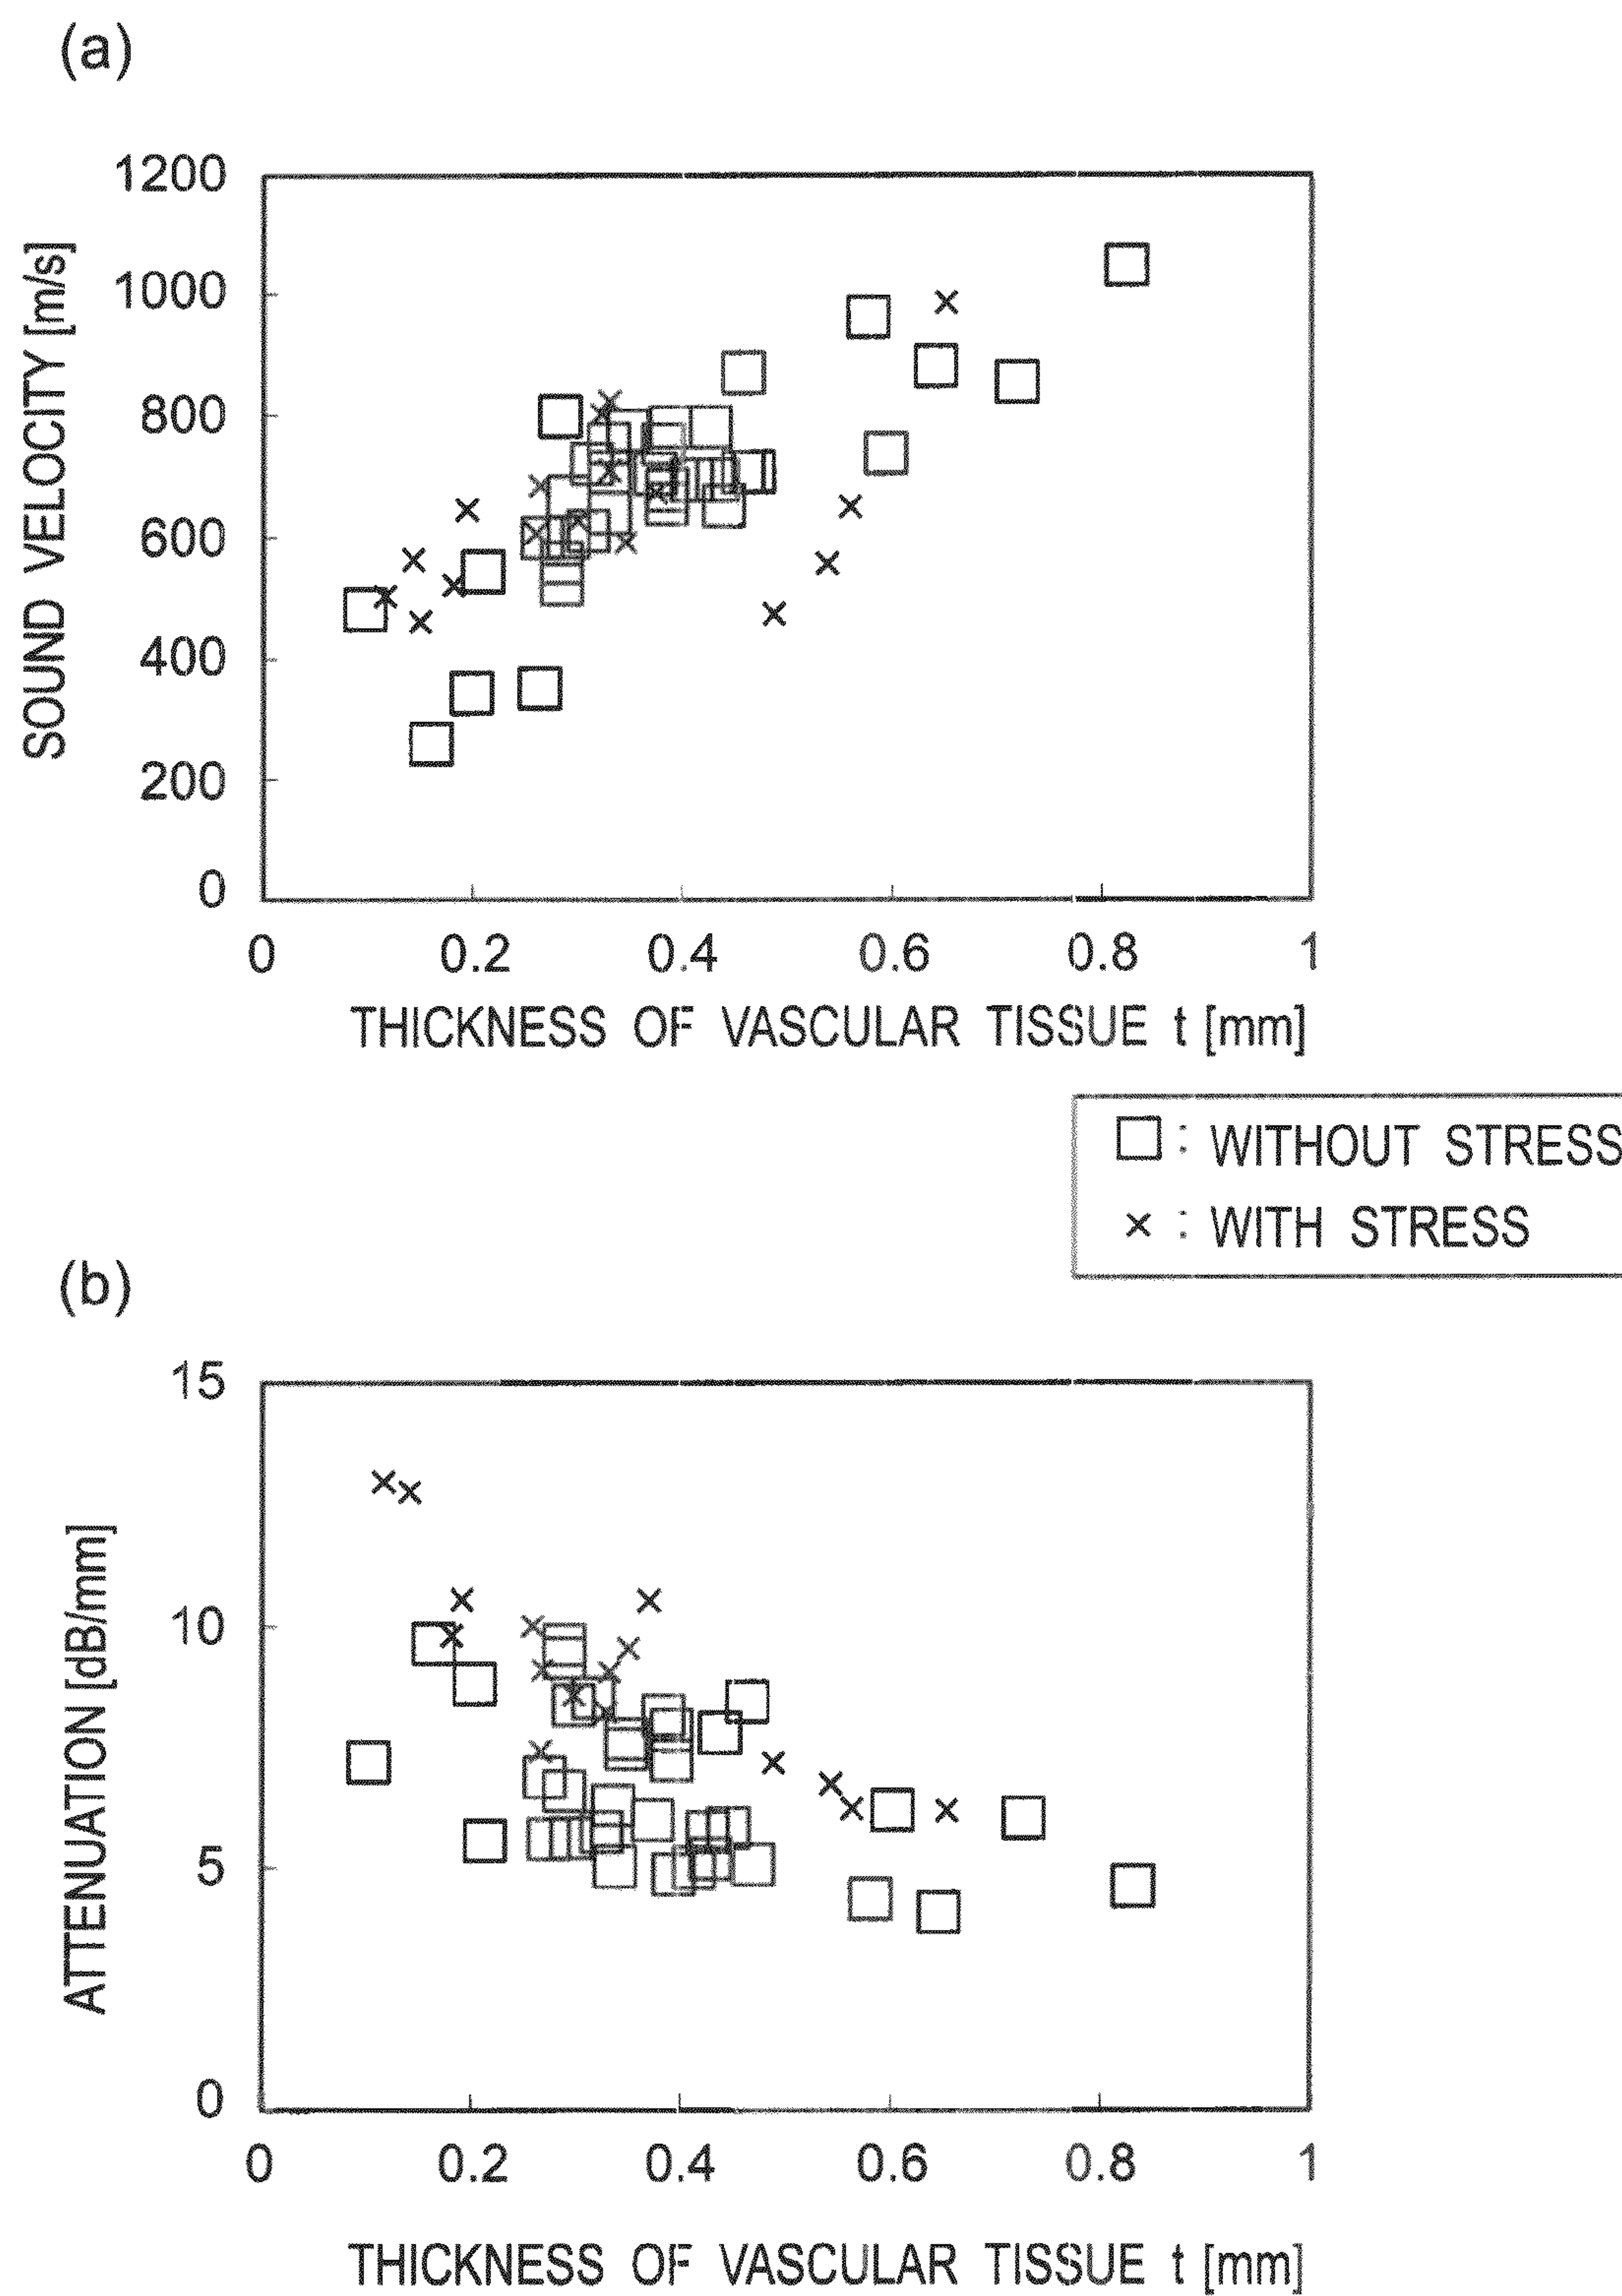 (a)
SOUND VELOCITY [m/s]
1200
1000
800
600
400
200
0
0 0.2 0.4 0.6 0.8 1
THICKNESS OF VASCULAR TISSUE t [mm]
□ : WITHOUT STRESS
× : WITH STRESS
(b)
ATTENUATION [dB/mm]
15
10
5
0
0 0.2 0.4 0.6 0.8 1
THICKNESS OF VASCULAR TISSUE t [mm]